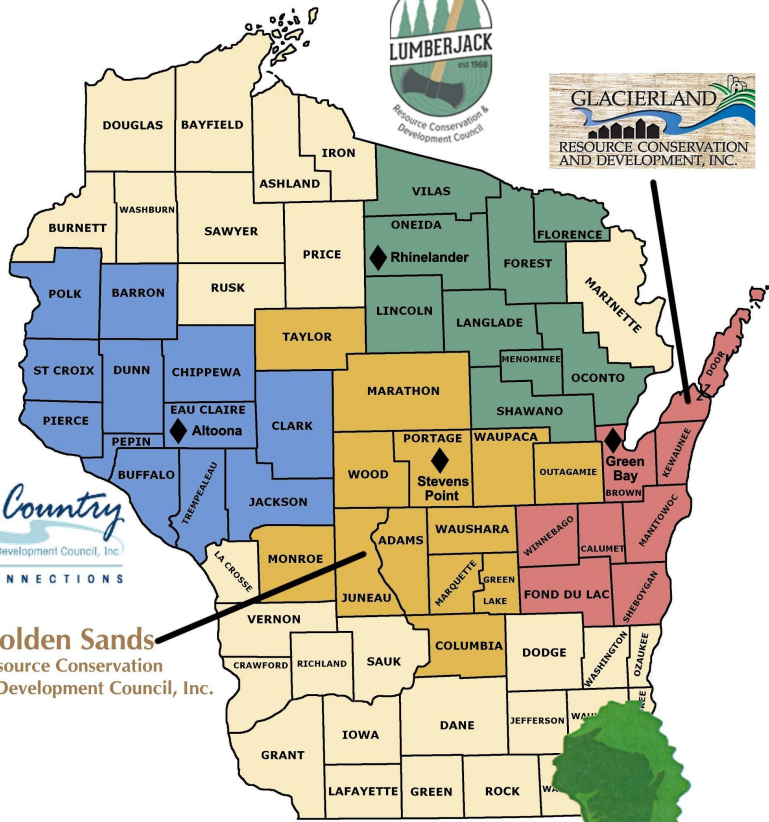 LUMBERJACK
est 1968
Resource Conservation &
Development Council
GLACIERLAND
RESOURCE CONSERVATION
AND DEVELOPMENT, INC.
DOUGLAS
BAYFIELD
IRON
ASHLAND
VILAS
BURNETT
WASHBURN
SAWYER
PRICE
ONEIDA
Rhinelander
FLORENCE
FOREST
MARINETTE
POLK
BARRON
RUSK
TAYLOR
LINCOLN
LANGLADE
MENOMINEE
OCONTO
DOOR
ST CROIX
DUNN
CHIPPEWA
MARATHON
SHAWANO
PIERCE
EAU CLAIRE
Altoona
CLARK
PEPIN
PORTAGE
Stevens
Point
WAUPACA
OUTAGAMIE
Green
Bay
BROWN
KEWAUNEE
BUFFALO
TREMPEALEAU
JACKSON
WOOD
Country
Development Council, Inc
NNECTIONS
LA CROSSE
MONROE
JUNEAU
ADAMS
WAUSHARA
MARQUETTE
GREEN
LAKE
WINNEBAGO
CALUMET
MANITOWOC
FOND DU LAC
SHEBOYGAN
olden Sands
source Conservation
Development Council, Inc.
VERNON
CRAWFORD
RICHLAND
SAUK
COLUMBIA
DODGE
WASHINGTON
OZAUKEE
GRANT
IOWA
DANE
JEFFERSON
LAFAYETTE
GREEN
ROCK